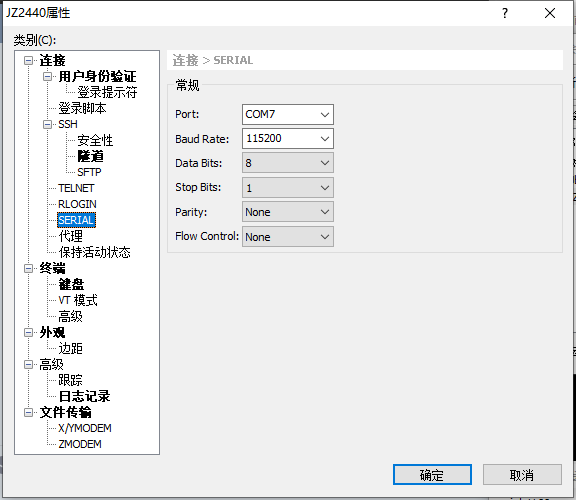 JZ2440属性
类别(C):
连接
用户身份验证
登录提示符
登录脚本
SSH
安全性
隧道
SFTP
TELNET
RLOGIN
SERIAL
代理
保持活动状态
终端
键盘
VT 模式
高级
外观
边距
高级
跟踪
日志记录
文件传输
X/YMODEM
ZMODEM
连接 > SERIAL
常规
Port: COM7
Baud Rate: 115200
Data Bits: 8
Stop Bits: 1
Parity: None
Flow Control: None
确定 取消